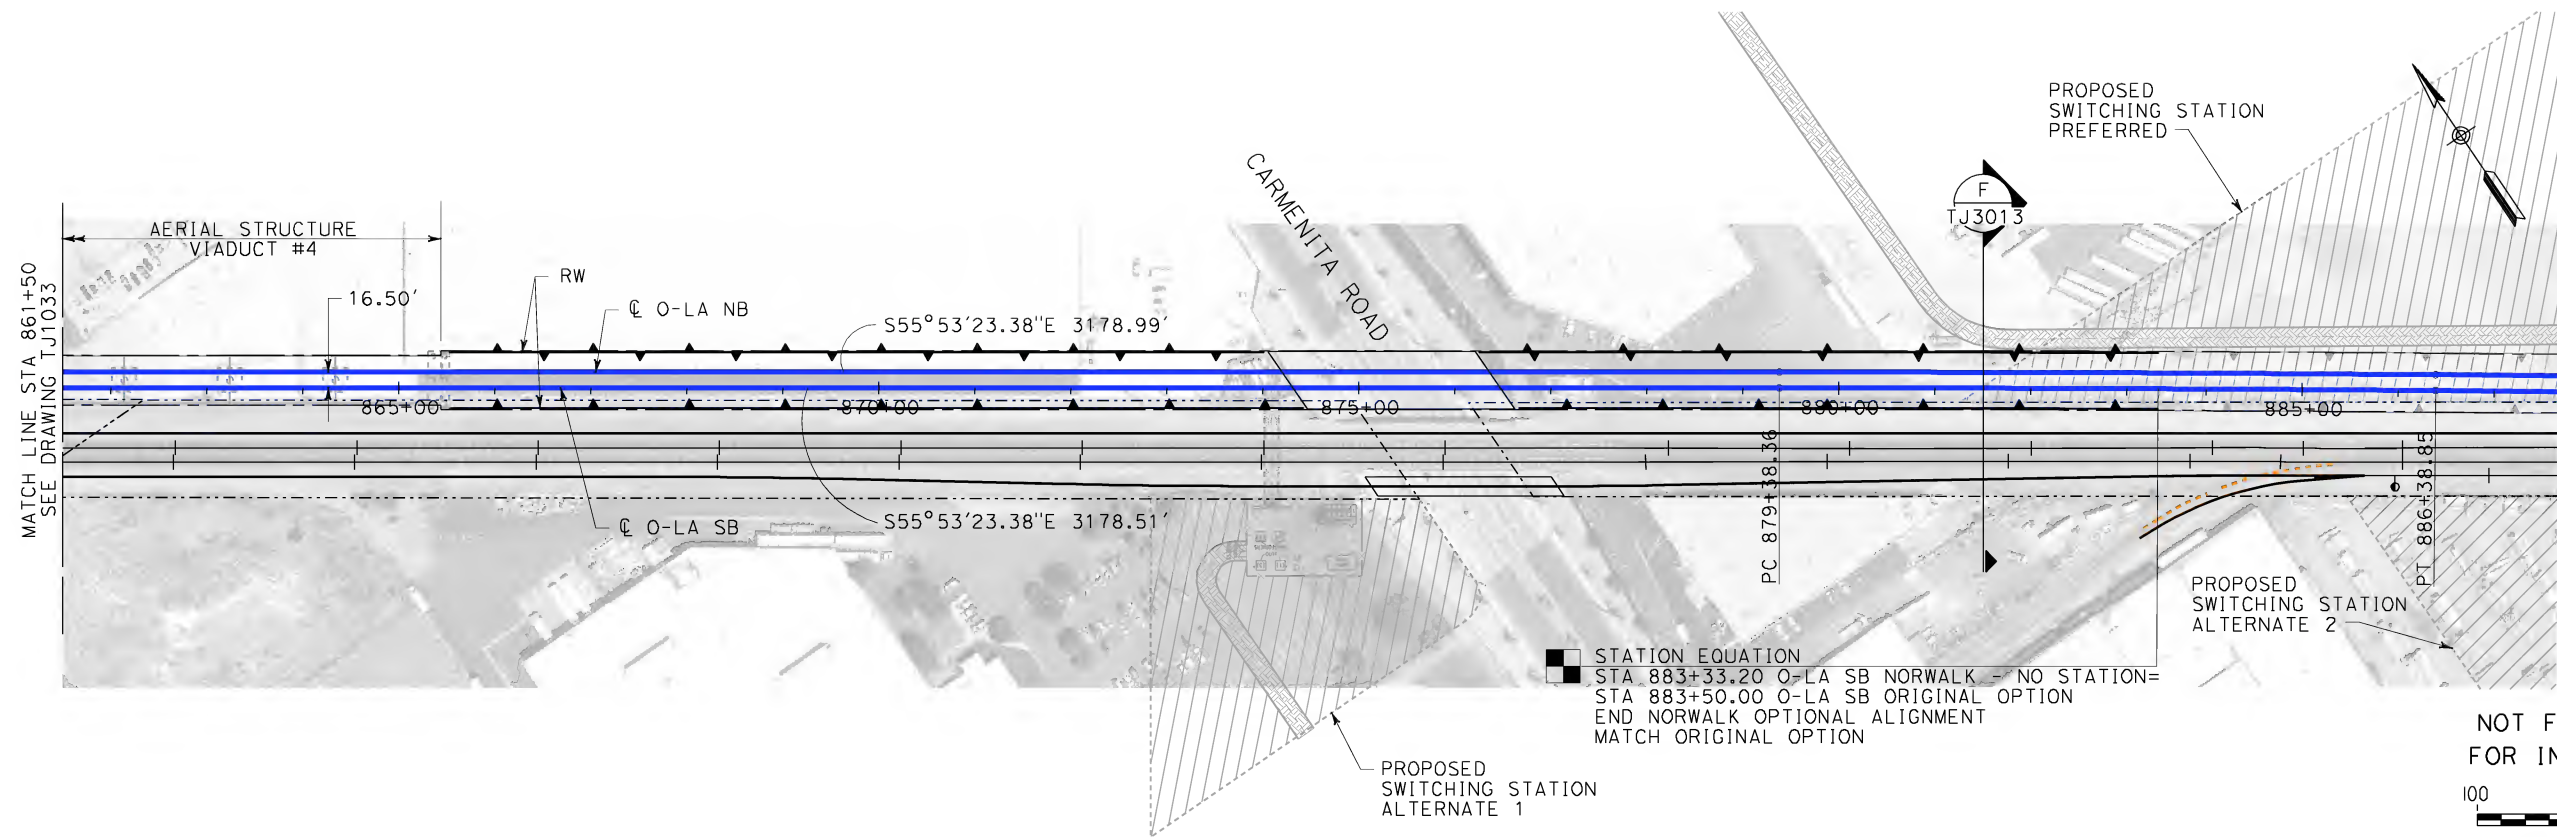 PROPOSED
SWITCHING STATION
PREFERRED
CARMENITA ROAD
F
TJ3013
AERIAL STRUCTURE
VIADUCT #4
MATCH LINE STA 861+50
SEE DRAWING TJ1033
RW
16.50'
℄ O-LA NB
S55°53'23.38"E 3178.99'
865+00
870+00
875+00
880+00
885+00
PC 879+38.36
PT 886+38.85
℄ O-LA SB
S55°53'23.38"E 3178.51'
PROPOSED
SWITCHING STATION
ALTERNATE 2
STATION EQUATION
STA 883+33.20 O-LA SB NORWALK - NO STATION=
STA 883+50.00 O-LA SB ORIGINAL OPTION
END NORWALK OPTIONAL ALIGNMENT
MATCH ORIGINAL OPTION
PROPOSED
SWITCHING STATION
ALTERNATE 1
NOT F
FOR IN
100